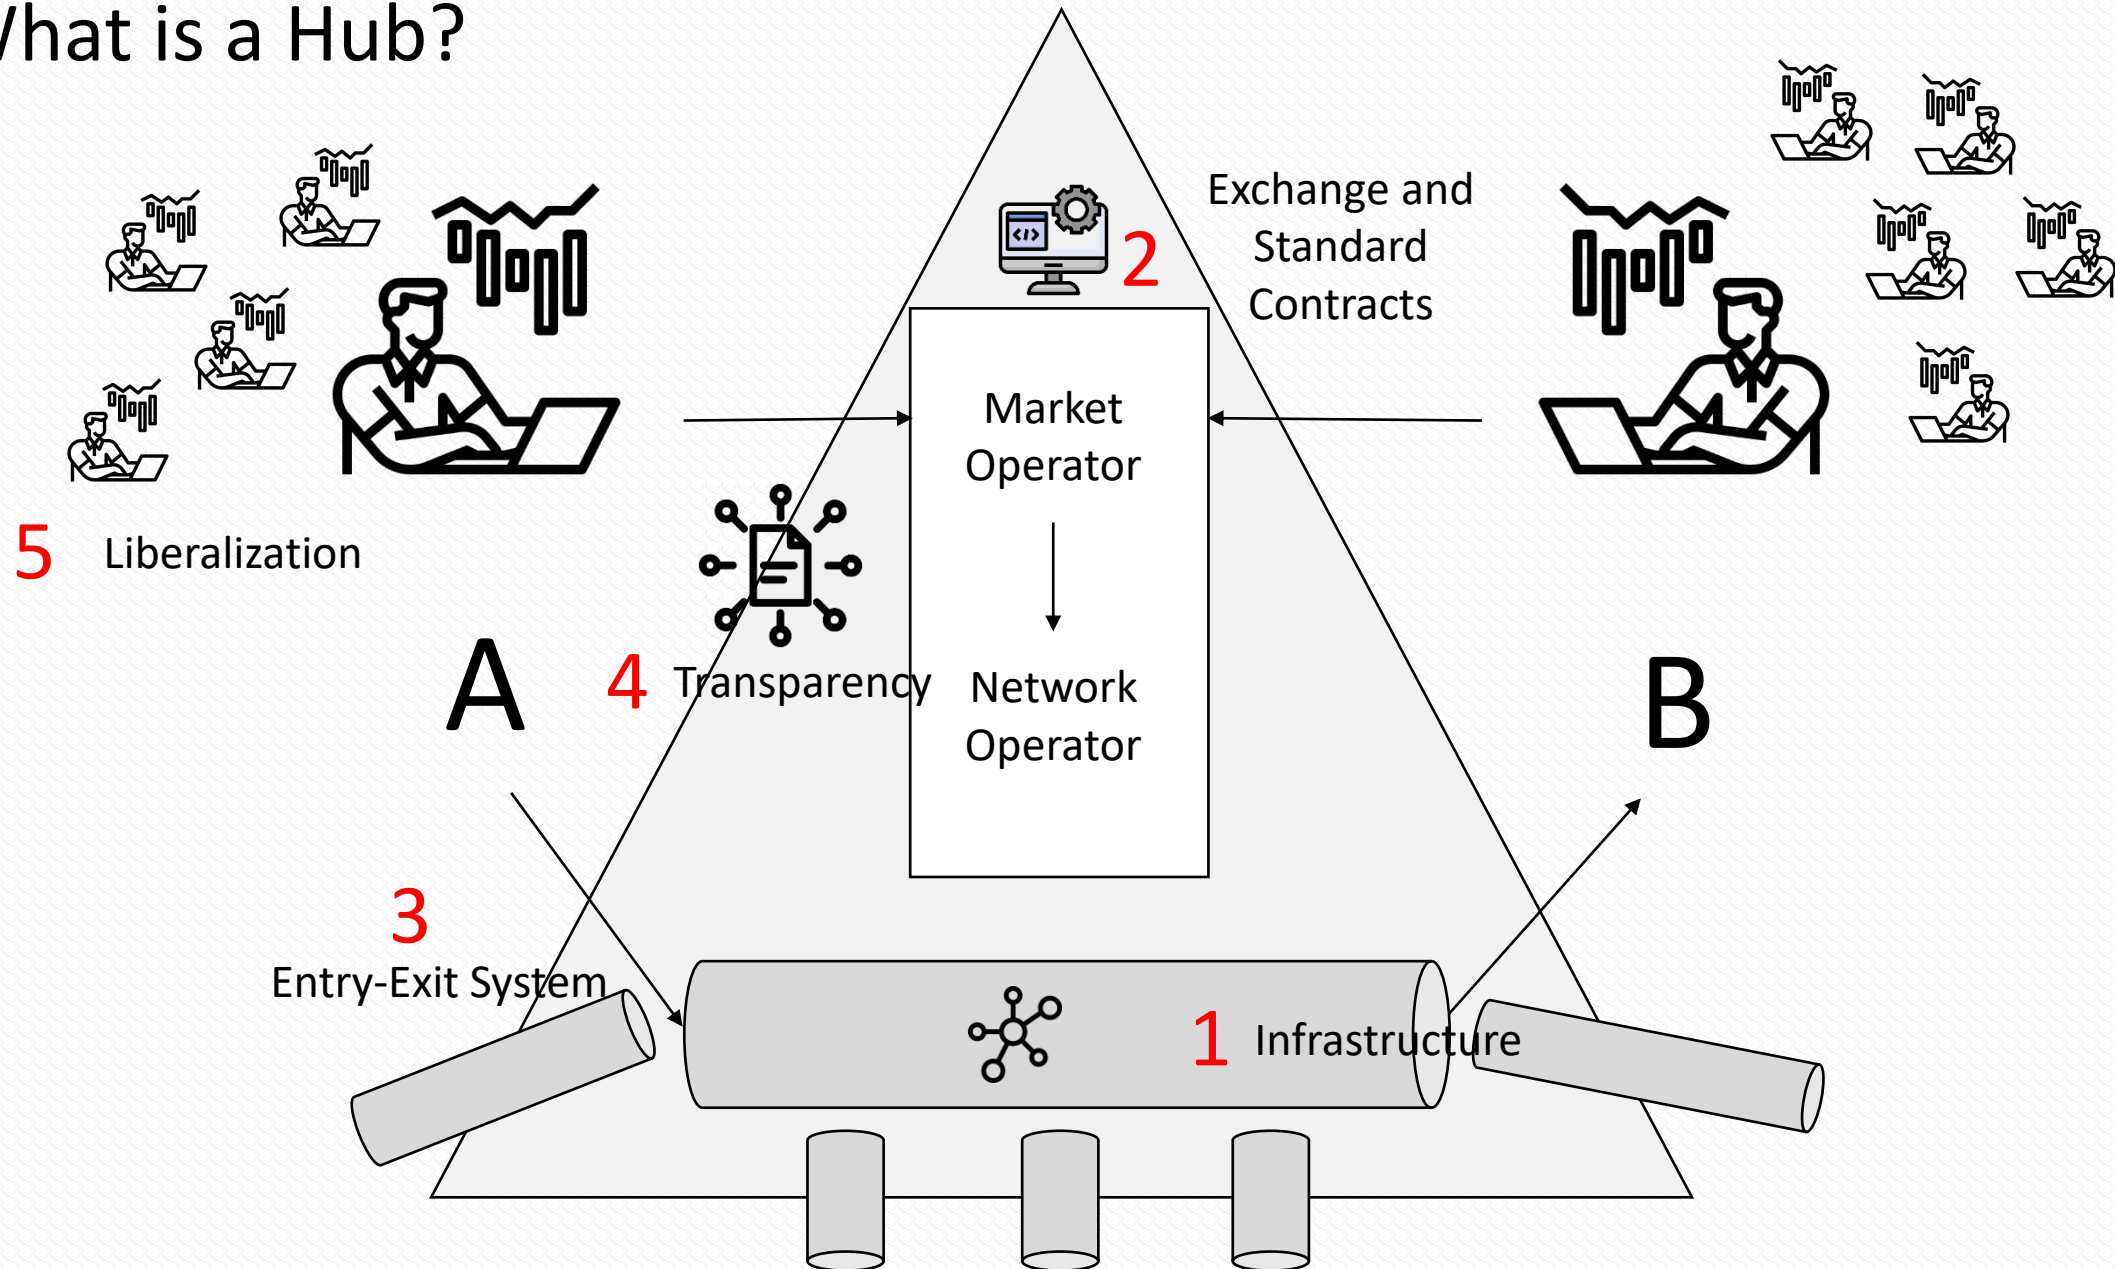 What is a Hub?
2
Exchange and
Standard
Contracts
Market
Operator
5 Liberalization
A
4 Transparency
Network
Operator
B
3
Entry-Exit System
1 Infrastructure